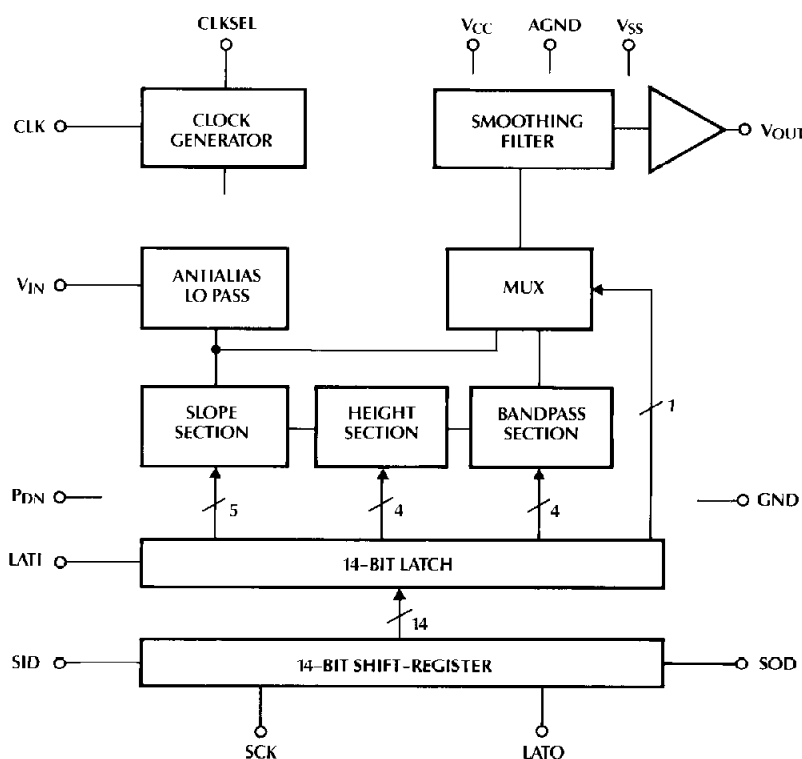 CLKSEL
VCC
AGND
VSS
CLK
CLOCK
GENERATOR
SMOOTHING
FILTER
VOUT
VIN
ANTIALIAS
LO PASS
MUX
SLOPE
SECTION
HEIGHT
SECTION
BANDPASS
SECTION
1
PDN
5
4
4
GND
LATI
14-BIT LATCH
14
SID
14-BIT SHIFT-REGISTER
SOD
SCK
LATO